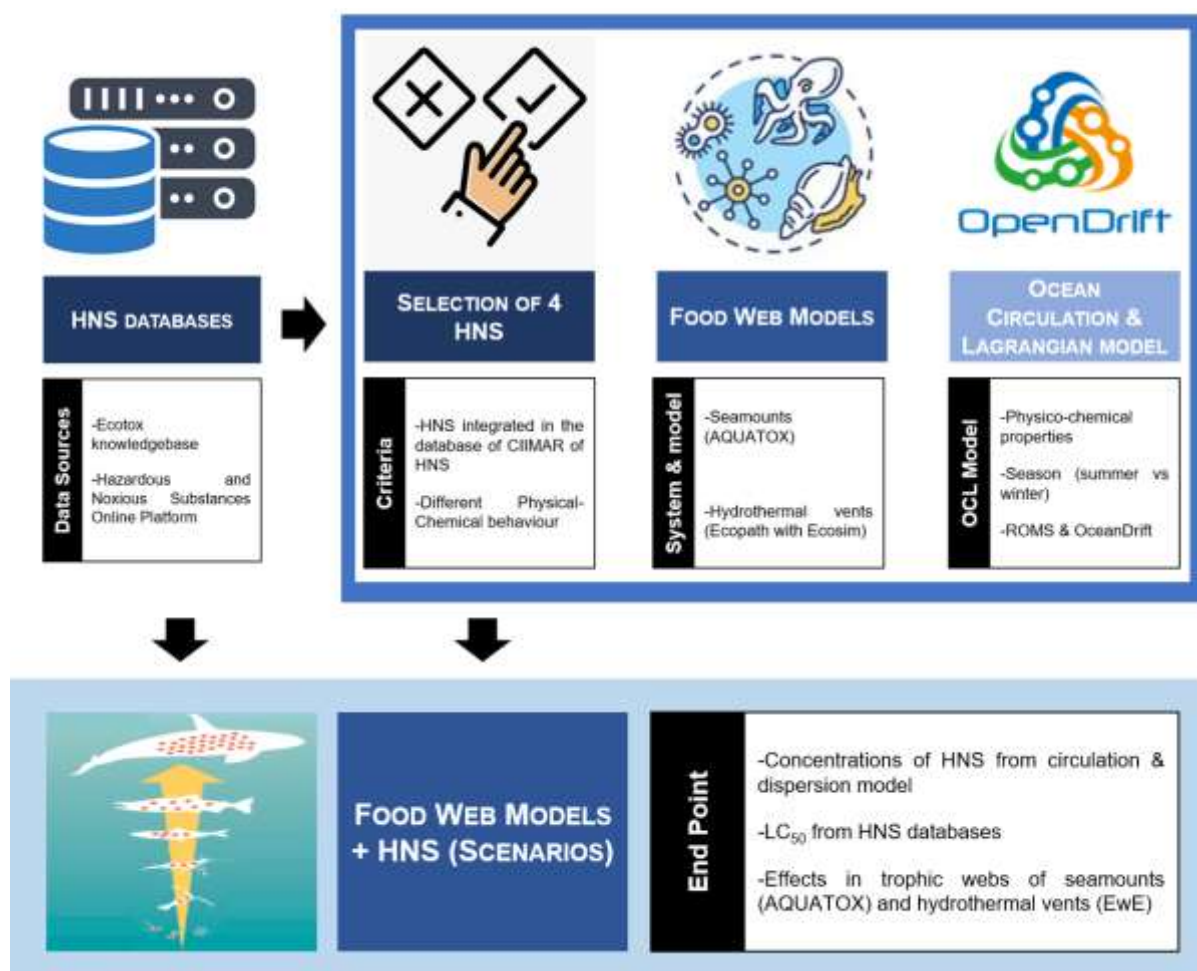 OpenDrift
HNS DATABASES
SELECTION OF 4
HNS
FOOD WEB MODELS
OCEAN
CIRCULATION &
LAGRANGIAN MODEL
Data Sources
-Ecotox
knowledgebase
-Hazardous and
Noxious Substances
Online Platform
Criteria
-HNS integrated in the
database of CIIMAR of
HNS
-Different Physical-
Chemical behaviour
System & model
-Seamounts
(AQUATOX)
-Hydrothermal vents
(Ecopath with Ecosim)
OCL Model
-Physico-chemical
properties
-Season (summer vs
winter)
-ROMS & OceanDrift
FOOD WEB MODELS
+ HNS (SCENARIOS)
End Point
-Concentrations of HNS from circulation &
dispersion model
-LC50 from HNS databases
-Effects in trophic webs of seamounts
(AQUATOX) and hydrothermal vents (EwE)